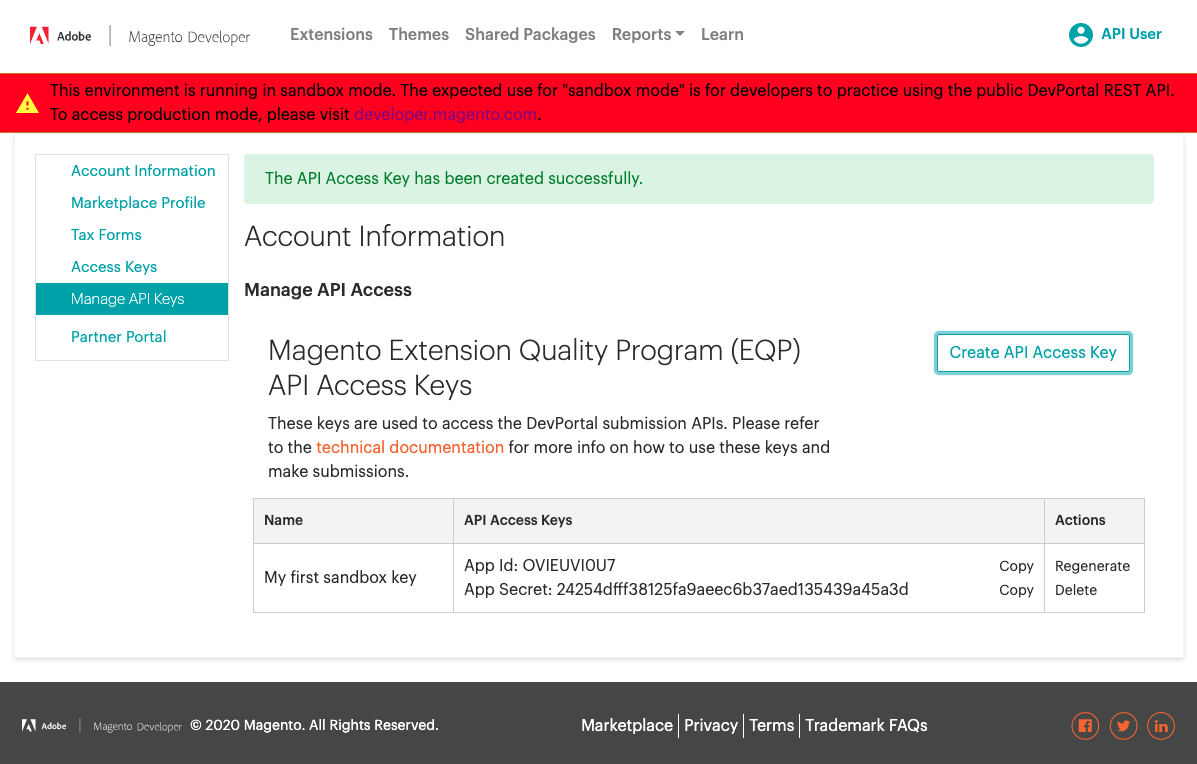 Adobe | Magento Developer Extensions Themes Shared Packages Reports Learn API User
This environment is running in sandbox mode. The expected use for "sandbox mode" is for developers to practice using the public DevPortal REST API.
To access production mode, please visit developer.magento.com.
Account Information
Marketplace Profile
Tax Forms
Access Keys
Manage API Keys
Partner Portal
The API Access Key has been created successfully.
Account Information
Manage API Access
Magento Extension Quality Program (EQP)
API Access Keys
Create API Access Key
These keys are used to access the DevPortal submission APIs. Please refer
to the technical documentation for more info on how to use these keys and
make submissions.
Name API Access Keys Actions
My first sandbox key
App Id: OVIEUVI0U7 Copy Regenerate
App Secret: 24254dfff38125fa9aeec6b37aed135439a45a3d Copy Delete
Adobe | Magento Developer © 2020 Magento. All Rights Reserved. Marketplace | Privacy | Terms | Trademark FAQs